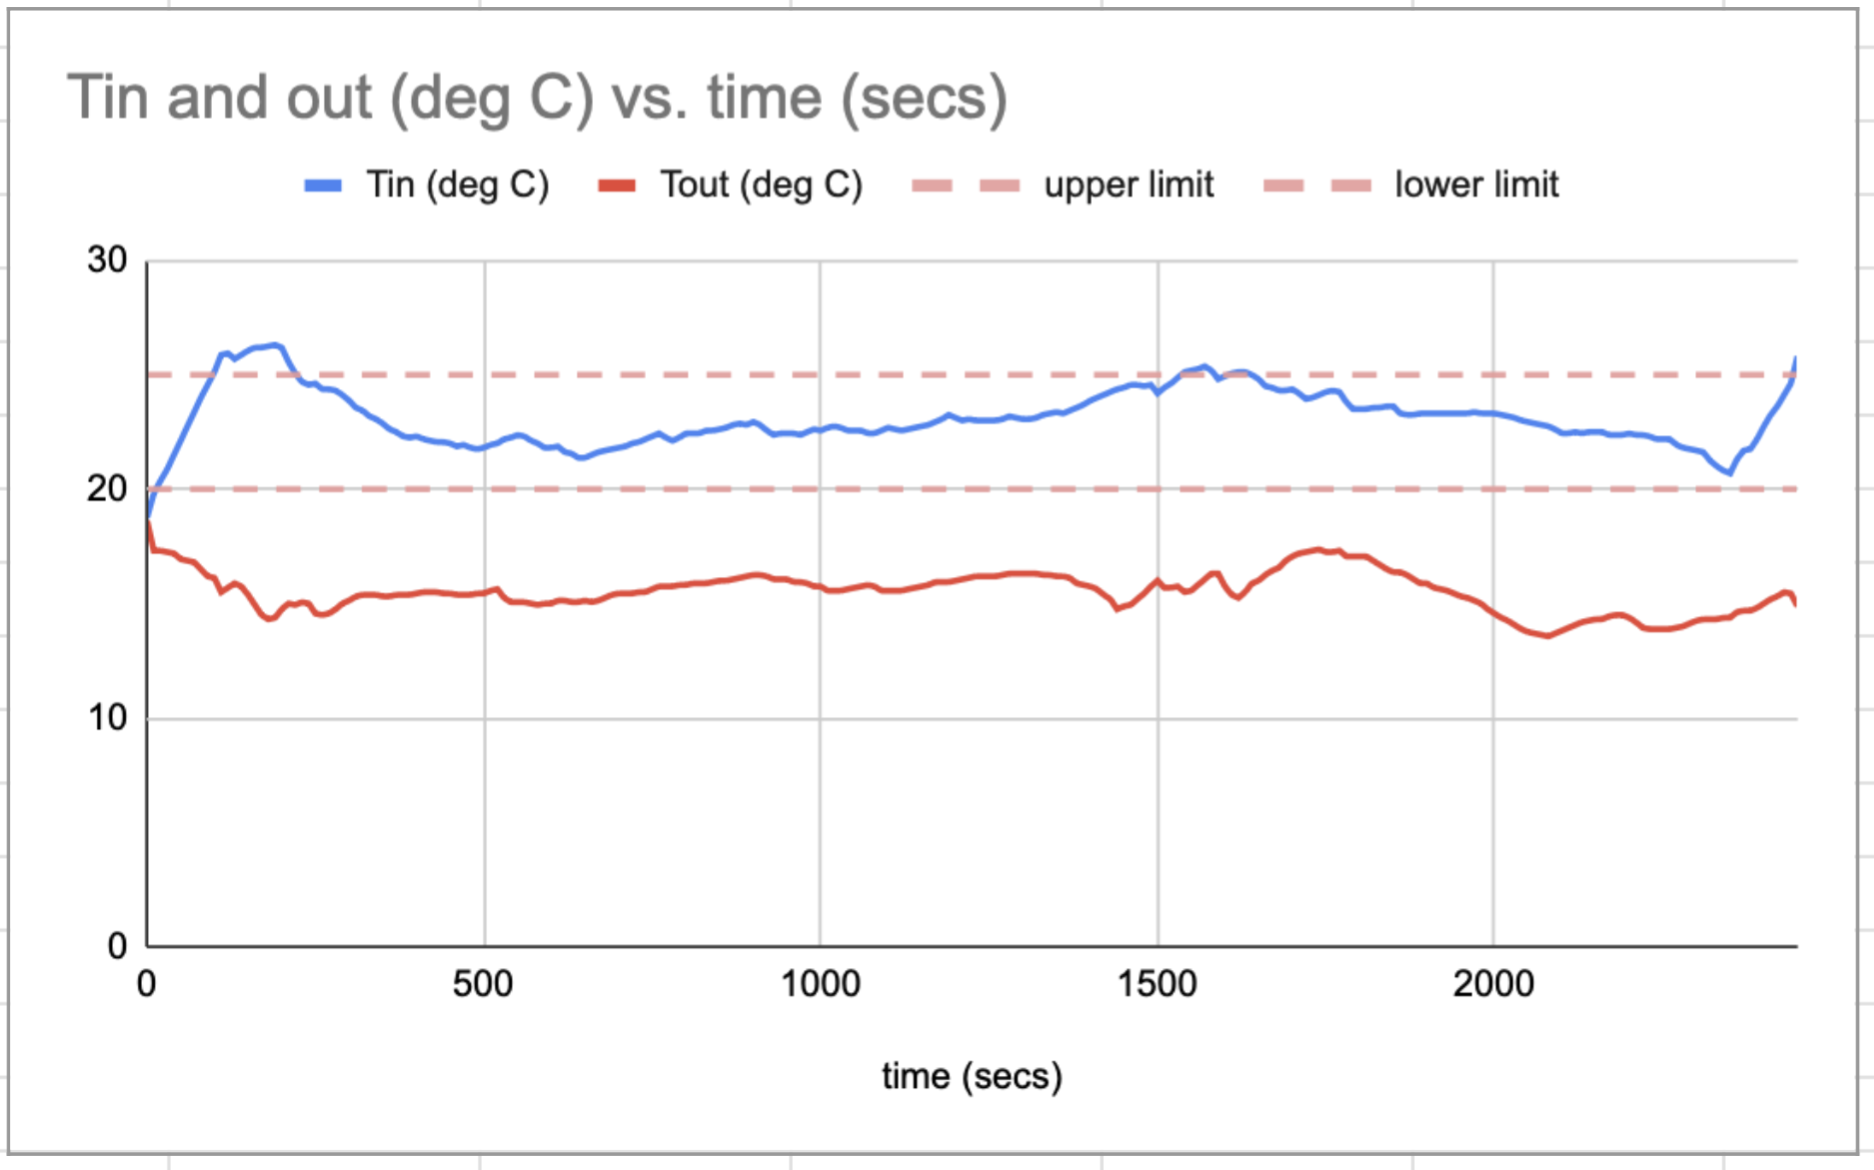 Tin and out (deg C) vs. time (secs)
Tin (deg C) Tout (deg C) upper limit lower limit
30
20
10
0
0 500 1000 1500 2000
time (secs)